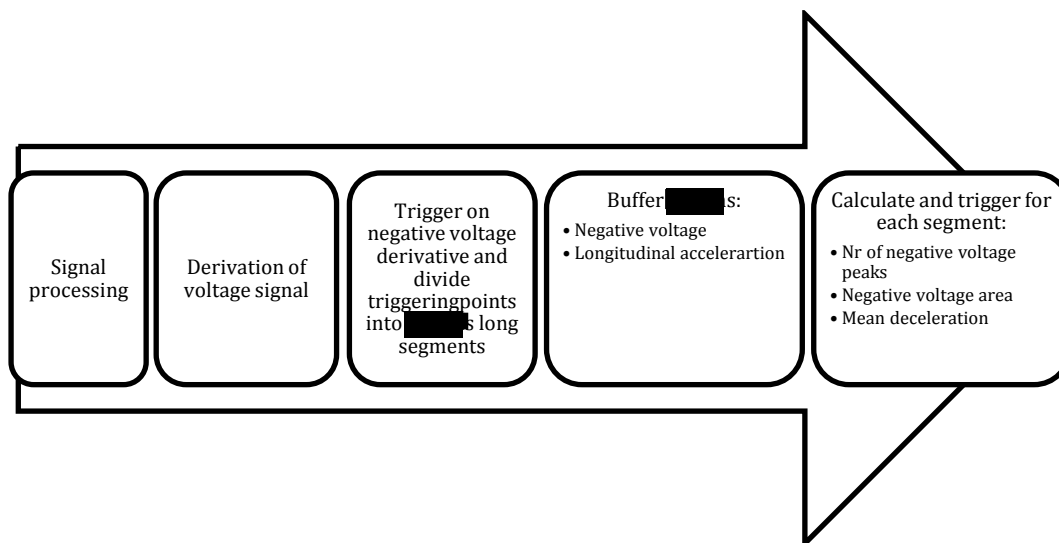 Signal
processing
Derivation of
voltage signal
Trigger on
negative voltage
derivative and
divide
triggeringpoints
into s long
segments
Buffer s:
• Negative voltage
• Longitudinal accelerartion
Calculate and trigger for
each segment:
• Nr of negative voltage
peaks
• Negative voltage area
• Mean deceleration